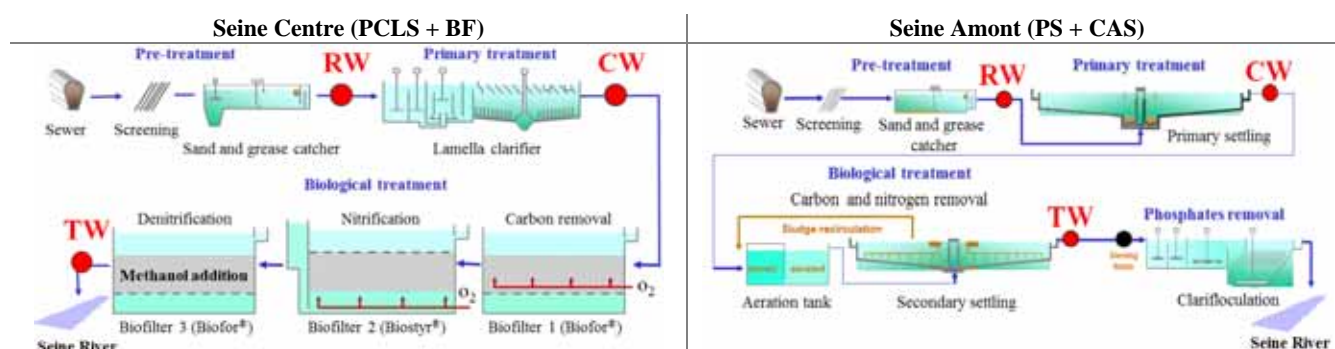 Seine Centre (PCLS + BF)
Pre-treatment
RW
Primary treatment
CW
Sewer
Screening
Sand and grease catcher
Lamella clarifier
Biological treatment
TW
Denitrification
Nitrification
Carbon removal
Methanol addition
O2
O2
Biofilter 3 (Biofor®)
Biofilter 2 (Biostyr®)
Biofilter 1 (Biofor®)
Seine River
Seine Amont (PS + CAS)
Pre-treatment
RW
Primary treatment
CW
Sewer
Screening
Sand and grease
catcher
Primary settling
Biological treatment
Carbon and nitrogen removal
TW
Phosphates removal
Sludge recirculation
aerated
Aeration tank
Secondary settling
Clarifloculation
Seine River